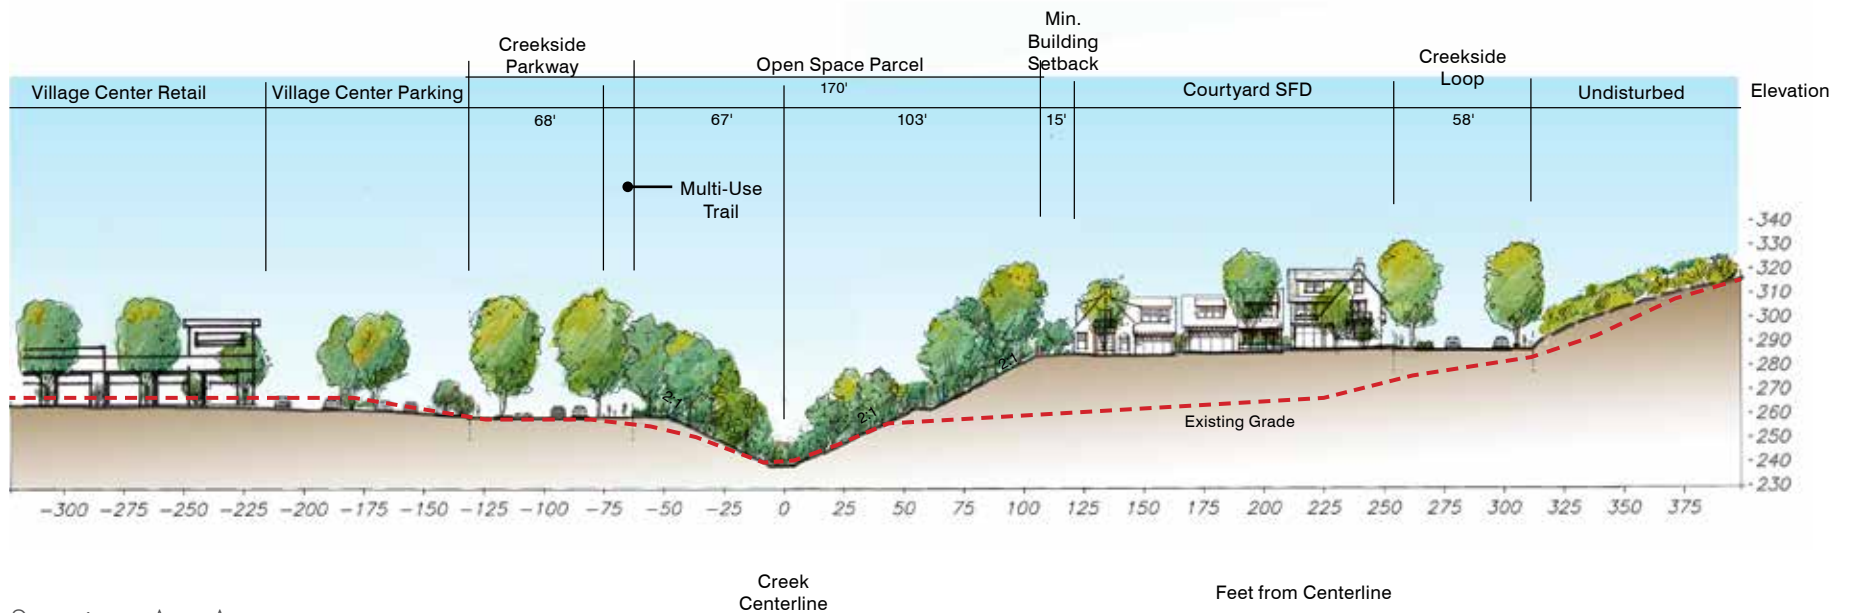 Min.
Building
Setback
Creekside
Parkway
Open Space Parcel
Creekside
Loop
Village Center Retail
Village Center Parking
170'
Courtyard SFD
Undisturbed
Elevation
68'
67'
103'
15'
58'
Multi-Use
Trail
-340
-330
-320
-310
-300
-290
-280
-270
-260
-250
-240
-230
2:1
2:1
2:1
Existing Grade
-300 -275 -250 -225 -200 -175 -150 -125 -100 -75 -50 -25 0 25 50 75 100 125 150 175 200 225 250 275 300 325 350 375
Creek
Centerline
Feet from Centerline